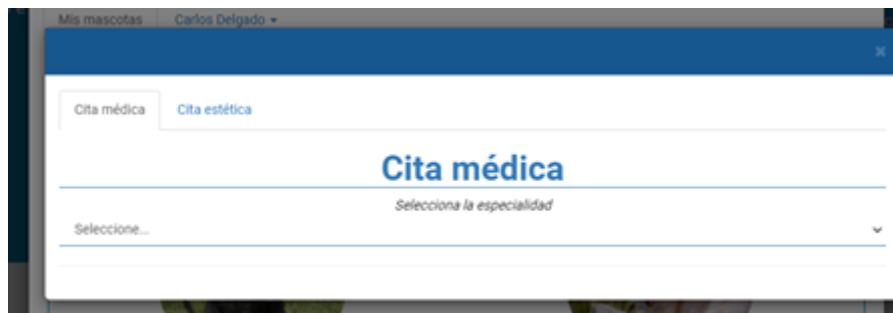 Mis mascotas Carlos Delgado
×
Cita médica Cita estética
Cita médica
Selecciona la especialidad
Seleccione...